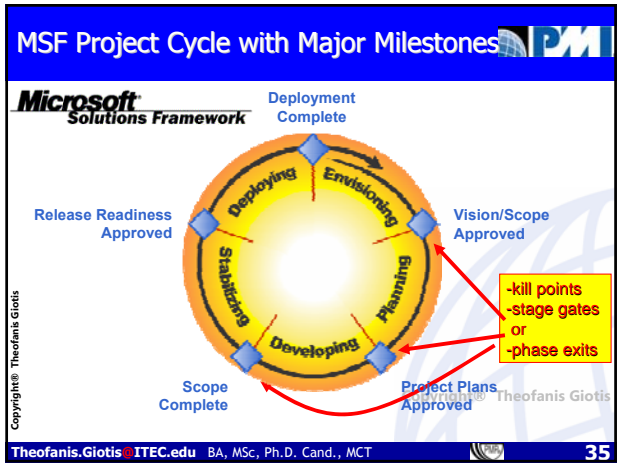 MSF Project Cycle with Major Milestones
PMI
Microsoft
Solutions Framework
Deployment
Complete
Deploying
Envisioning
Release Readiness
Approved
Vision/Scope
Approved
Stabilizing
Planning
-kill points
-stage gates
or
-phase exits
Developing
Scope
Complete
Project Plans
Approved
Copyright® Theofanis Giotis
Copyright® Theofanis Giotis
Theofanis.Giotis@ITEC.edu BA, MSc, Ph.D. Cand., MCT
35